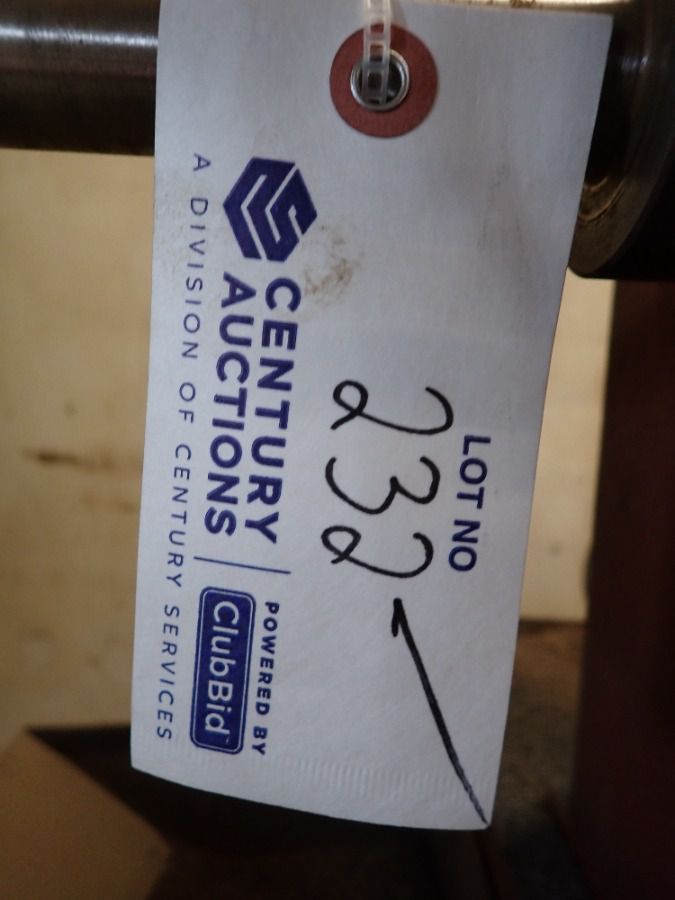 LOT NO
232
CENTURY
AUCTIONS
POWERED BY
ClubBid
A DIVISION OF CENTURY SERVICES